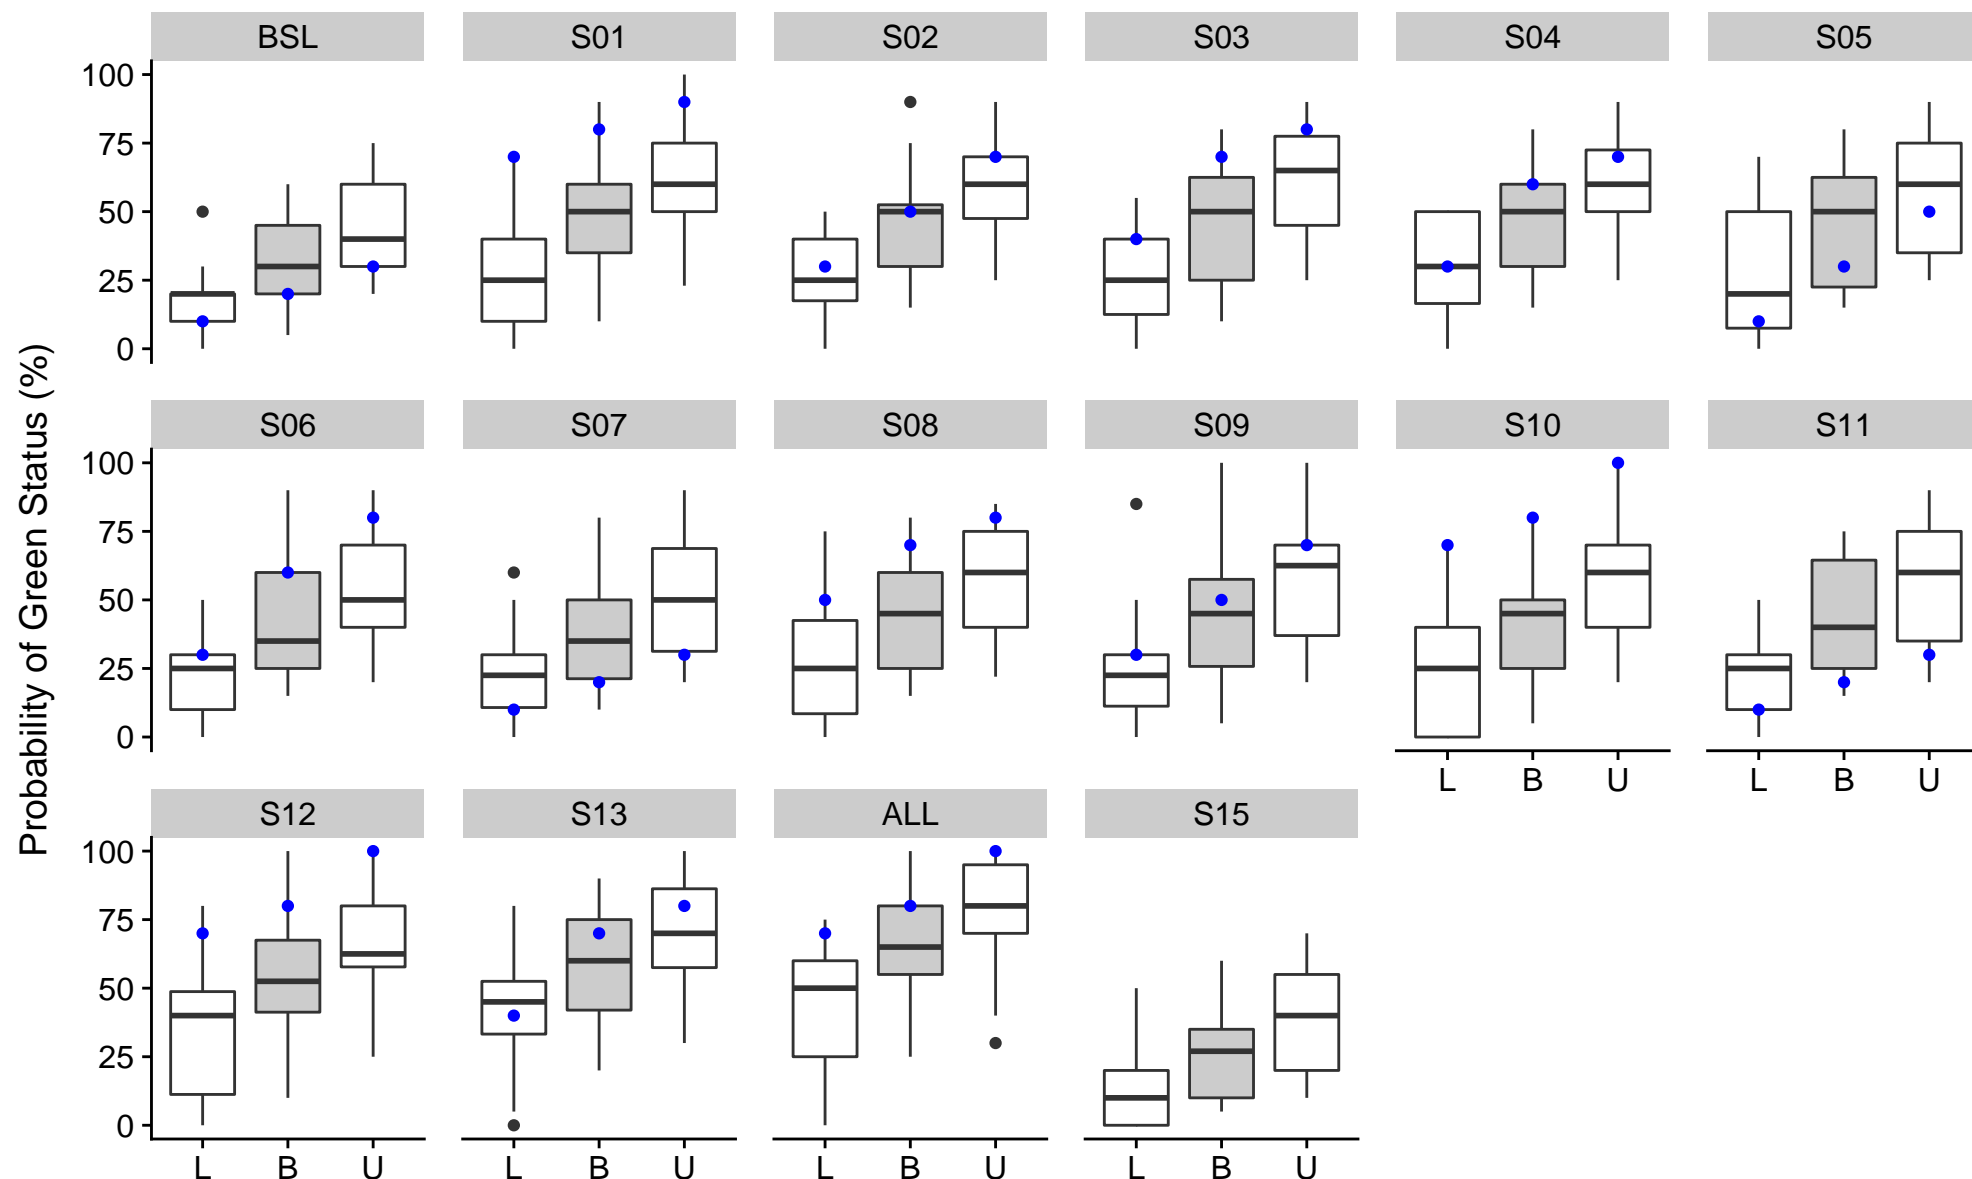 BSL S01 S02 S03 S04 S05
100
75
50
25
0
Probability of Green Status (%)
S06 S07 S08 S09 S10 S11
100
75
50
25
0
L B U L B U
S12 S13 ALL S15
100
75
50
25
0
L B U L B U L B U L B U